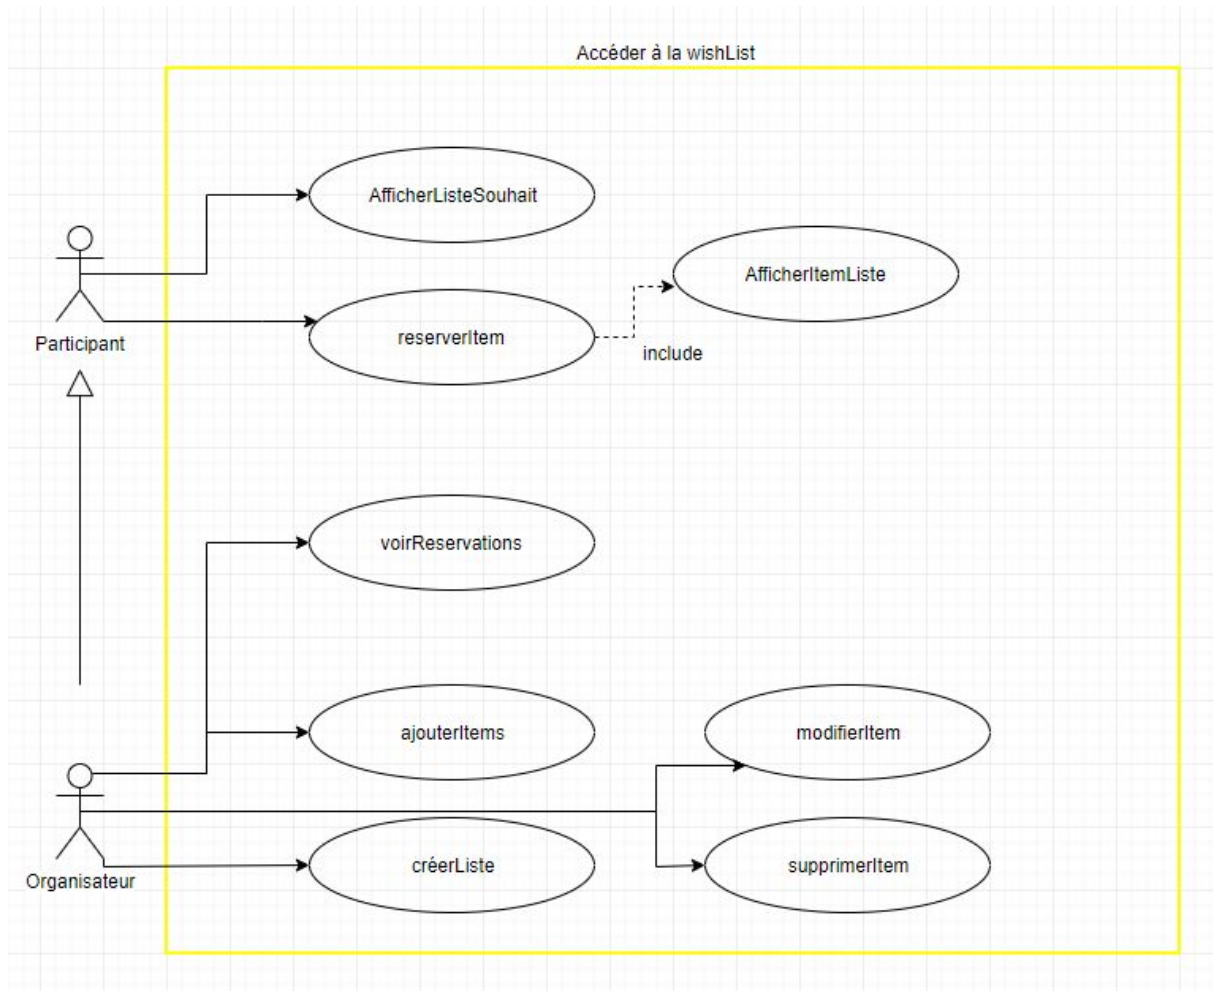 Accéder à la wishList
AfficherListeSouhait
AfficherItemListe
reserverItem
include
Participant
voirReservations
ajouterItems
modifierItem
créerListe
supprimerItem
Organisateur